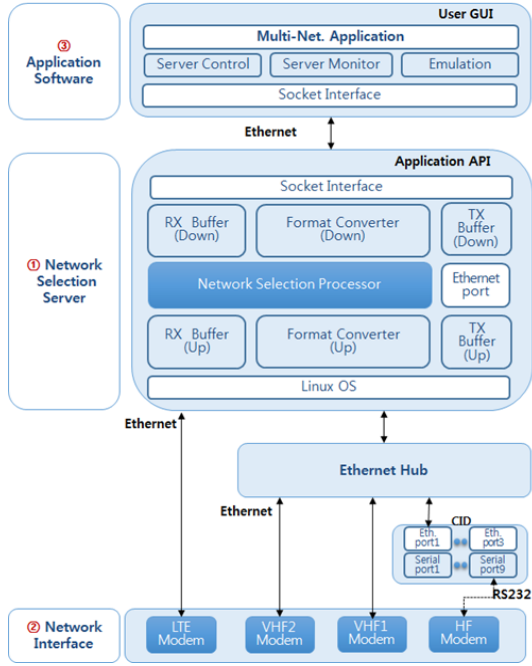 User GUI
③
Application
Software
Multi-Net. Application
Server Control
Server Monitor
Emulation
Socket Interface
Ethernet
Application API
Socket Interface
RX Buffer
(Down)
Format Converter
(Down)
TX
Buffer
(Down)
① Network
Selection
Server
Network Selection Processor
Ethernet
port
RX Buffer
(Up)
Format Converter
(Up)
TX
Buffer
(Up)
Linux OS
Ethernet
Ethernet Hub
Ethernet
CID
Eth.
port1
Eth.
port3
Serial
port1
Serial
port9
RS232
② Network
Interface
LTE
Modem
VHF2
Modem
VHF1
Modem
HF
Modem